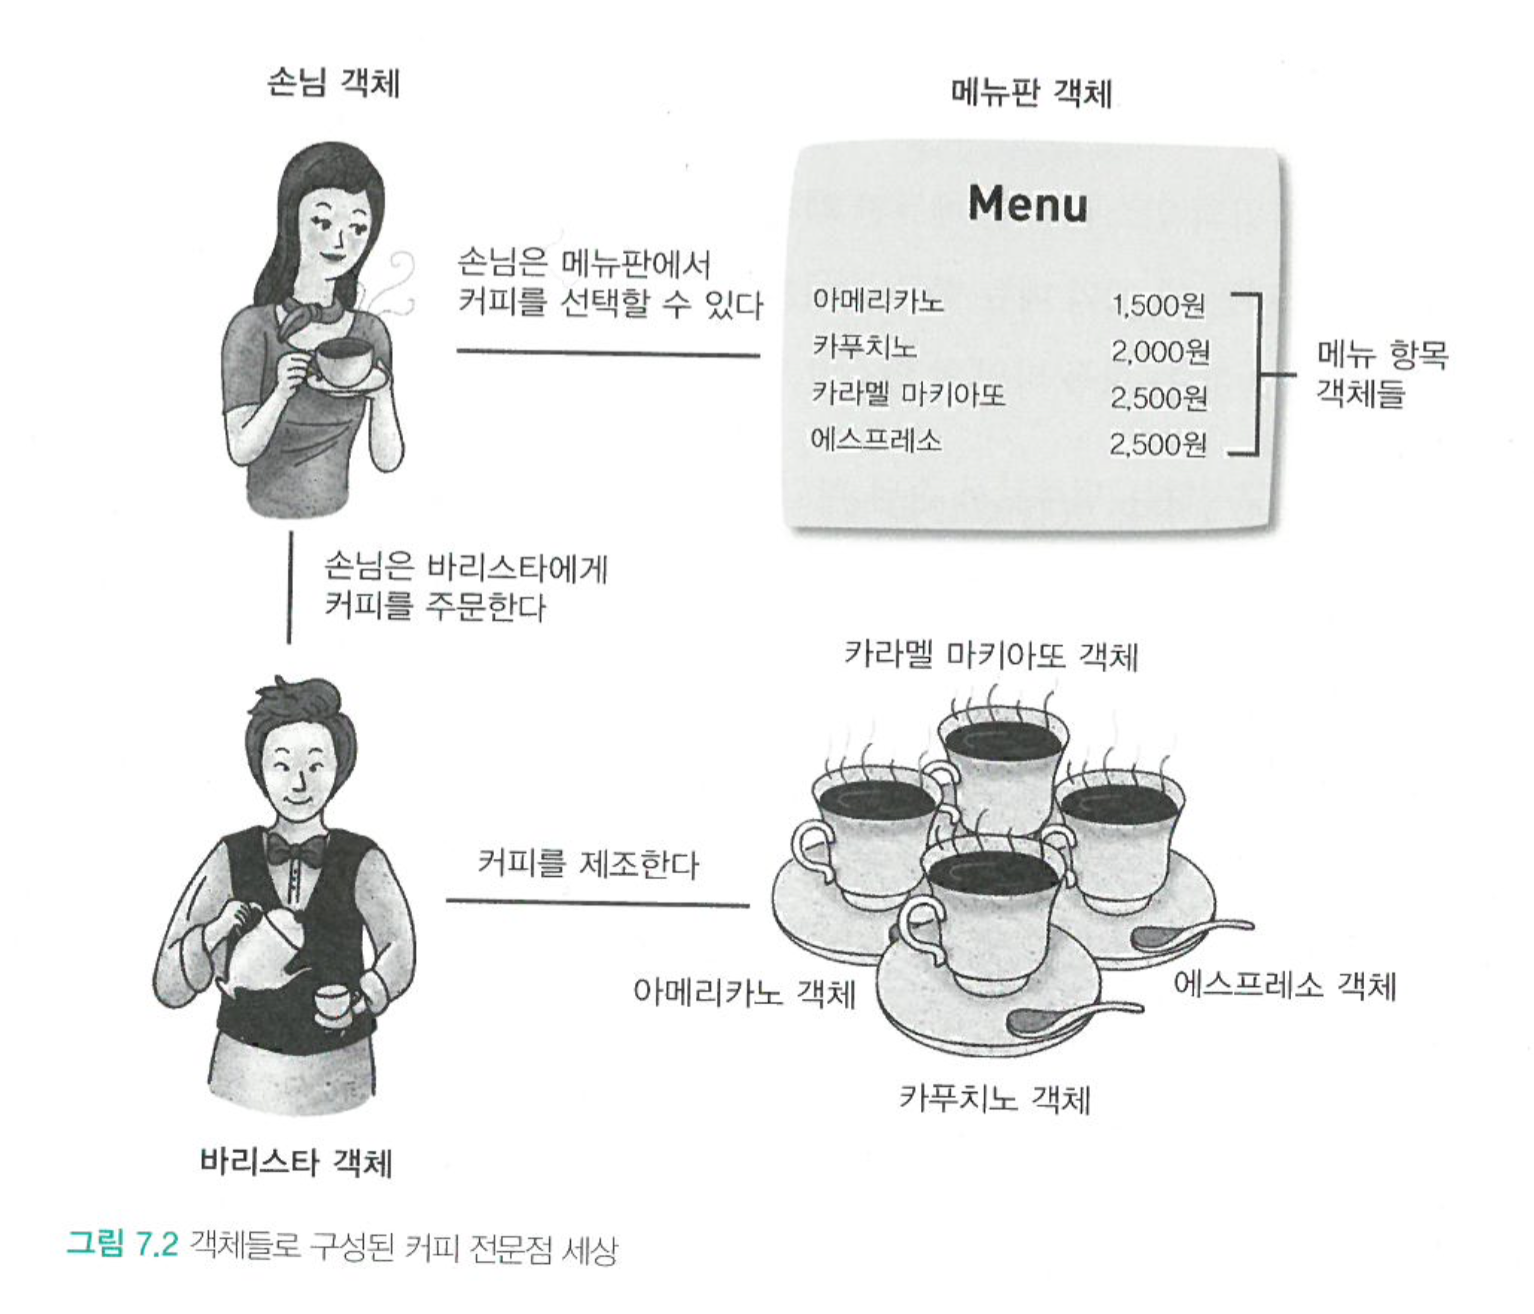 손님 객체
메뉴판 객체
Menu
손님은 메뉴판에서
커피를 선택할 수 있다
아메리카노 1,500원
카푸치노 2,000원
카라멜 마키아또 2,500원
에스프레소 2,500원
메뉴 항목
객체들
손님은 바리스타에게
커피를 주문한다
카라멜 마키아또 객체
커피를 제조한다
아메리카노 객체
에스프레소 객체
카푸치노 객체
바리스타 객체
그림 7.2 객체들로 구성된 커피 전문점 세상